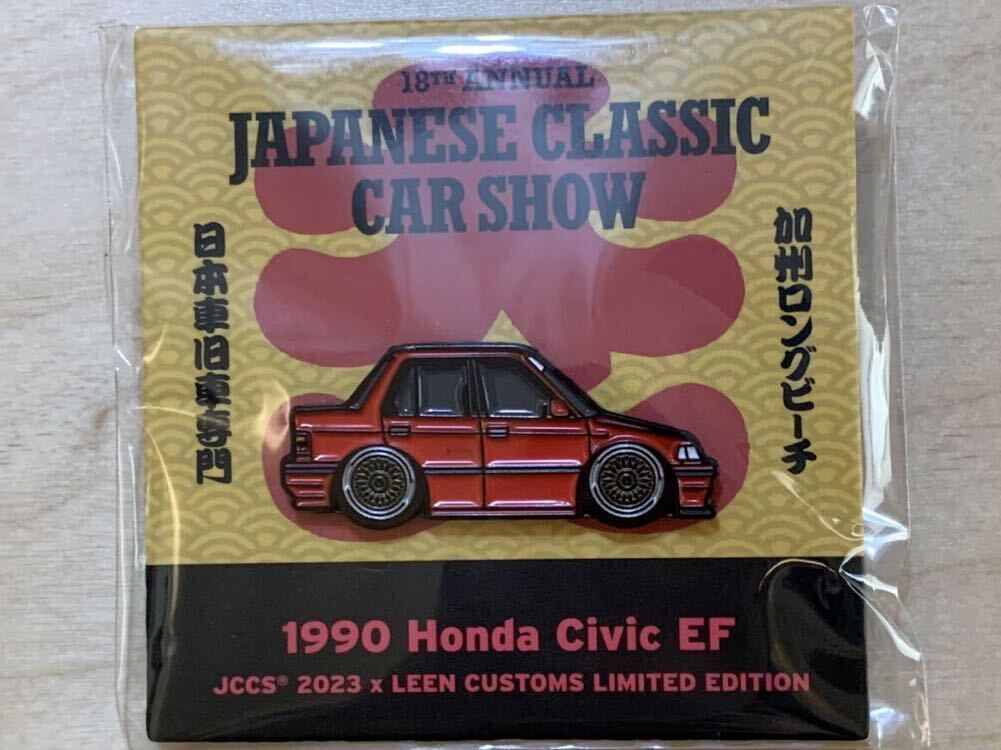 18TH ANNUAL
JAPANESE CLASSIC
CAR SHOW
日本車旧車専門
加州ロングビーチ
1990 Honda Civic EF
JCCS® 2023 x LEEN CUSTOMS LIMITED EDITION